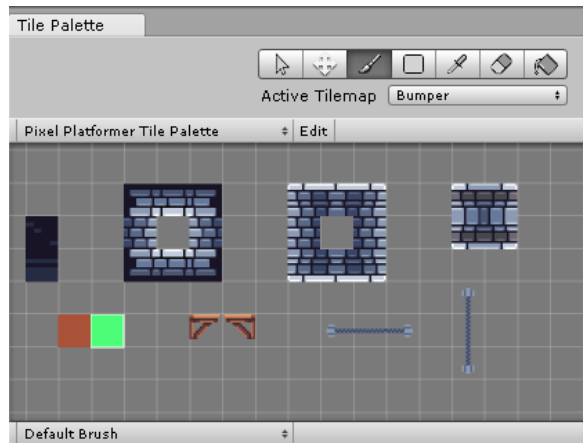 Tile Palette
Active Tilemap Bumper
Pixel Platformer Tile Palette Edit
Default Brush